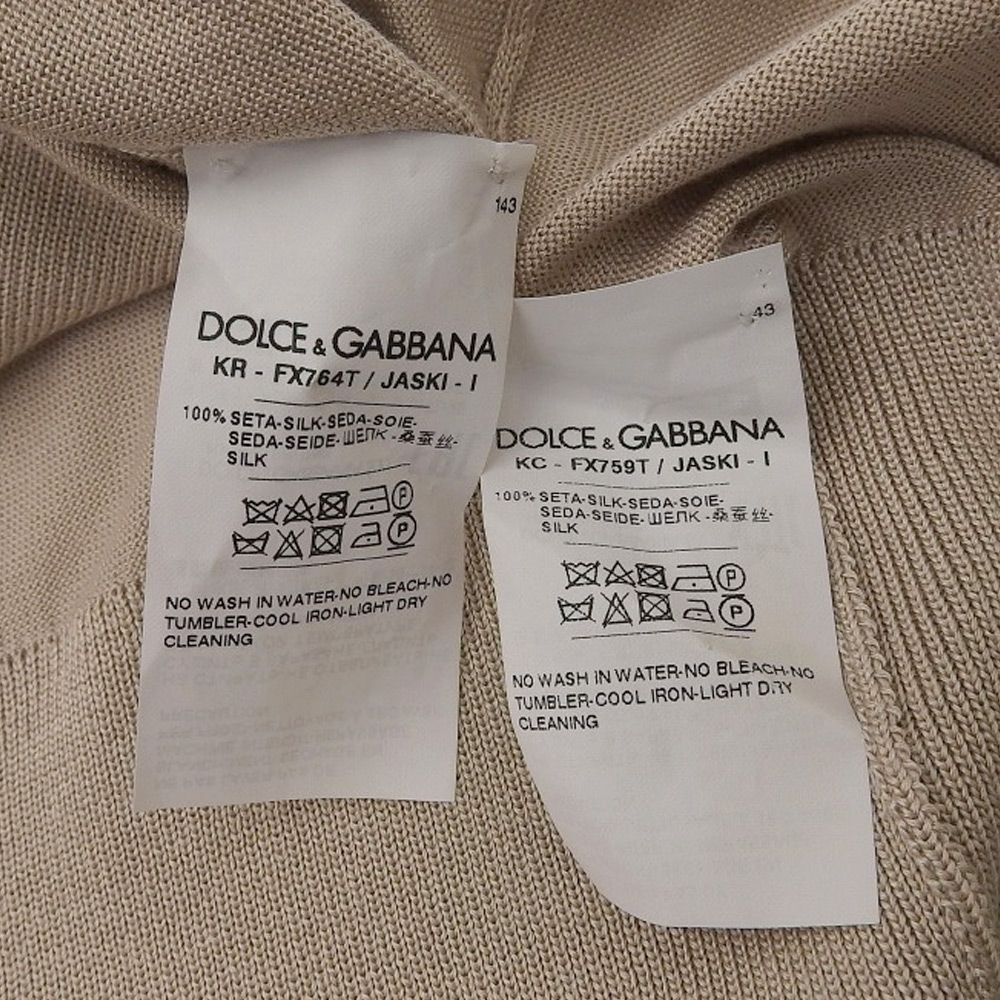 143
DOLCE & GABBANA
KR - FX764T / JASKI - I
100% SETA-SILK-SEDA-SOIE-
SEDA-SEIDE-ШЕЛК-桑蚕丝-
SILK
P
P
NO WASH IN WATER-NO BLEACH-NO
TUMBLER-COOL IRON-LIGHT DRY
CLEANING
43
DOLCE & GABBANA
KC - FX759T / JASKI - I
100% SETA-SILK-SEDA-SOIE-
SEDA-SEIDE-ШЕЛК-桑蚕丝-
SILK
P
P
NO WASH IN WATER-NO BLEACH-NO
TUMBLER-COOL IRON-LIGHT DRY
CLEANING